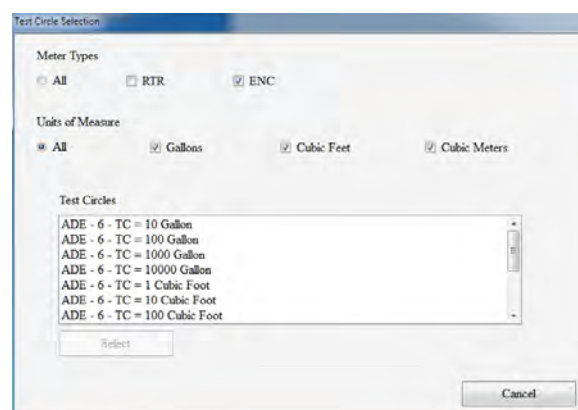 Test Circle Selection
Meter Types
All RTR ENC
Units of Measure
All Gallons Cubic Feet Cubic Meters
Test Circles
ADE - 6 - TC = 10 Gallon
ADE - 6 - TC = 100 Gallon
ADE - 6 - TC = 1000 Gallon
ADE - 6 - TC = 10000 Gallon
ADE - 6 - TC = 1 Cubic Foot
ADE - 6 - TC = 10 Cubic Foot
ADE - 6 - TC = 100 Cubic Foot
Select
Cancel